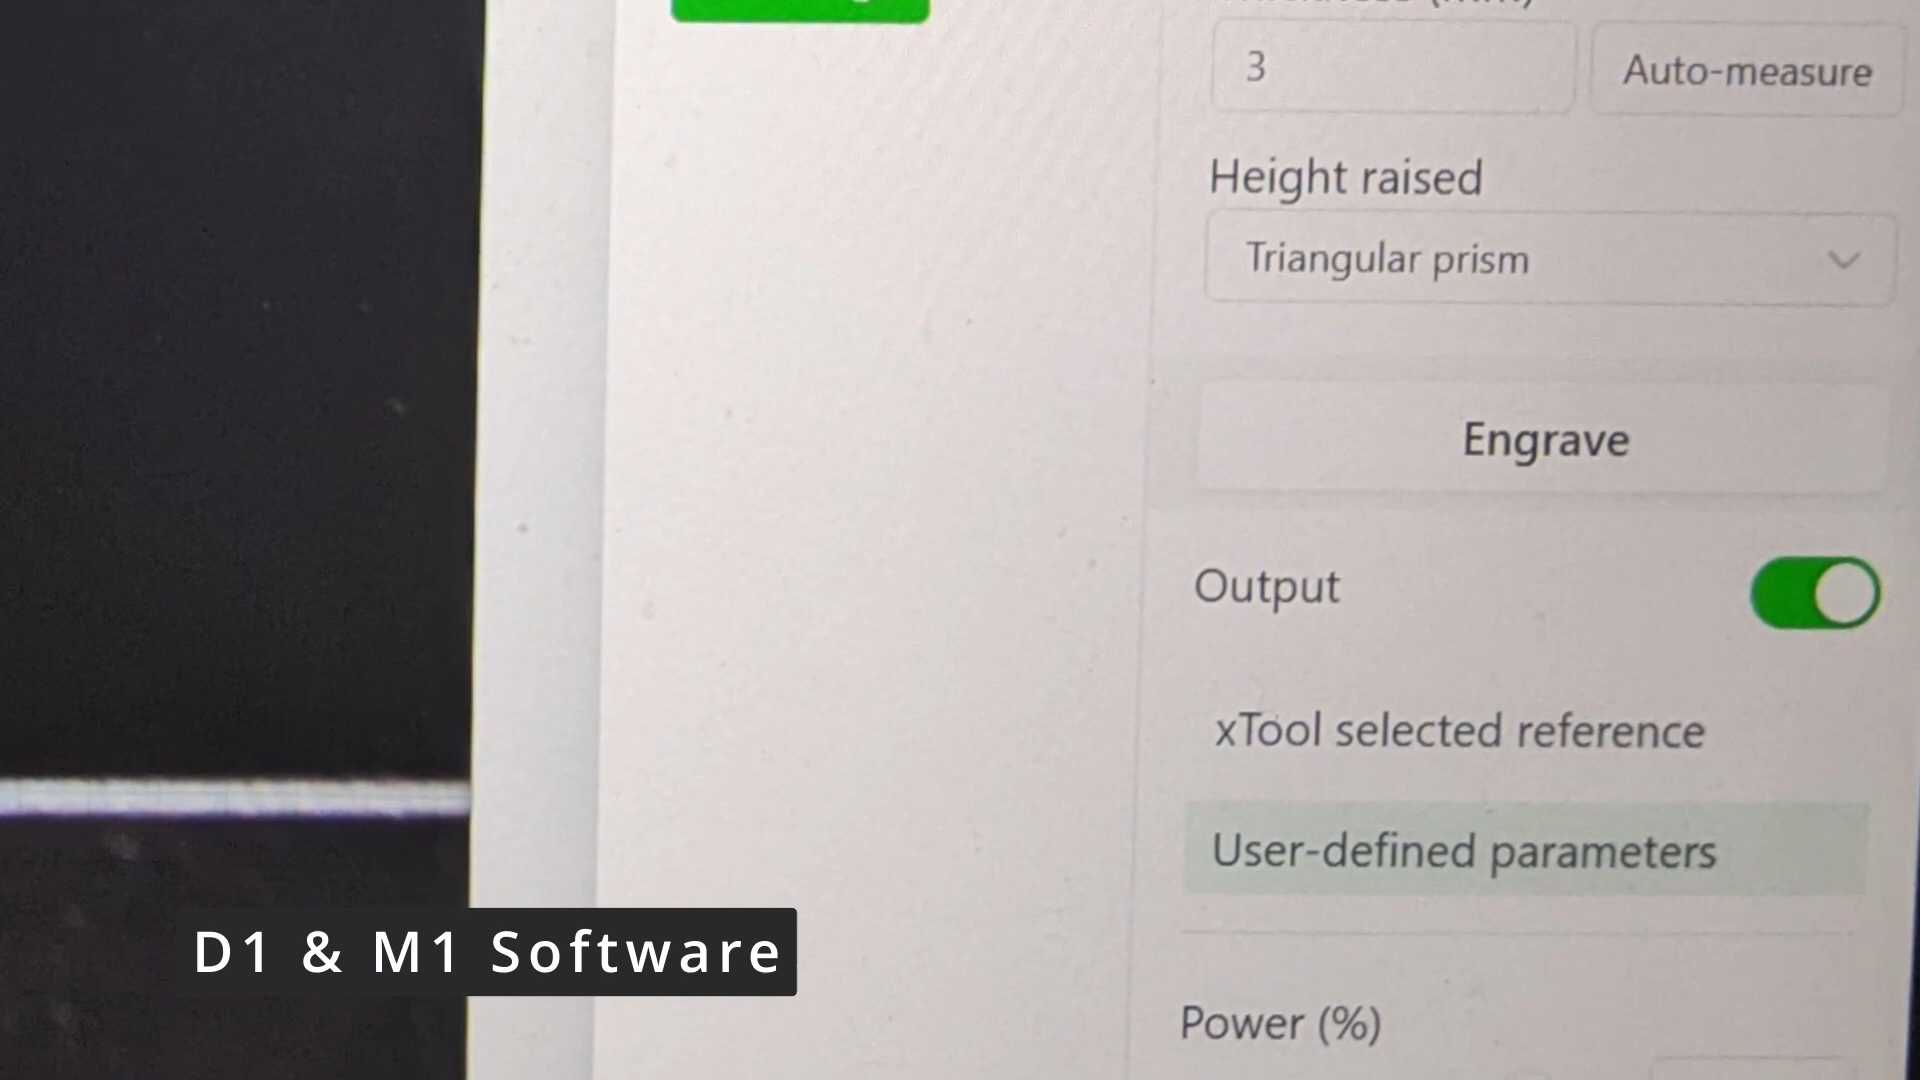 3
Auto-measure
Height raised
Triangular prism
Engrave
Output
xTool selected reference
User-defined parameters
Power (%)
D1 & M1 Software